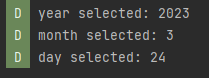 D year selected: 2023
D month selected: 3
D day selected: 24